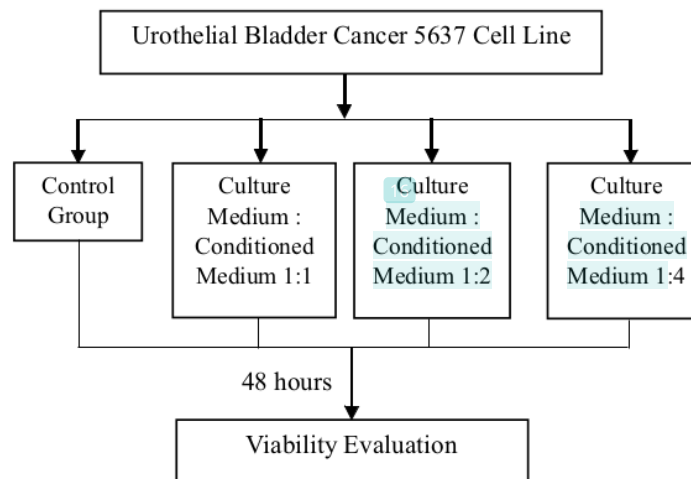 Urothelial Bladder Cancer 5637 Cell Line
Control
Group
Culture
Medium :
Conditioned
Medium 1:1
Culture
Medium :
Conditioned
Medium 1:2
Culture
Medium :
Conditioned
Medium 1:4
48 hours
Viability Evaluation